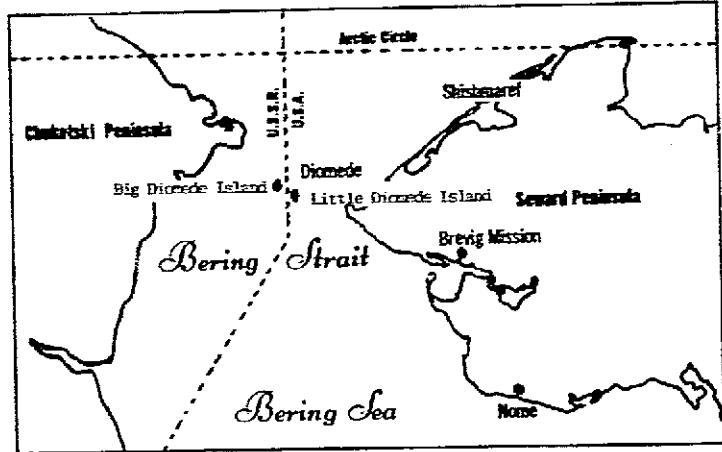 Arctic Circle
Shishmaref
U.S.S.R.
U.S.A.
Chukotski Peninsula
Diomede
Big Diomede Island
Little Diomede Island
Seward Peninsula
Brevig Mission
Bering Strait
Bering Sea
Nome